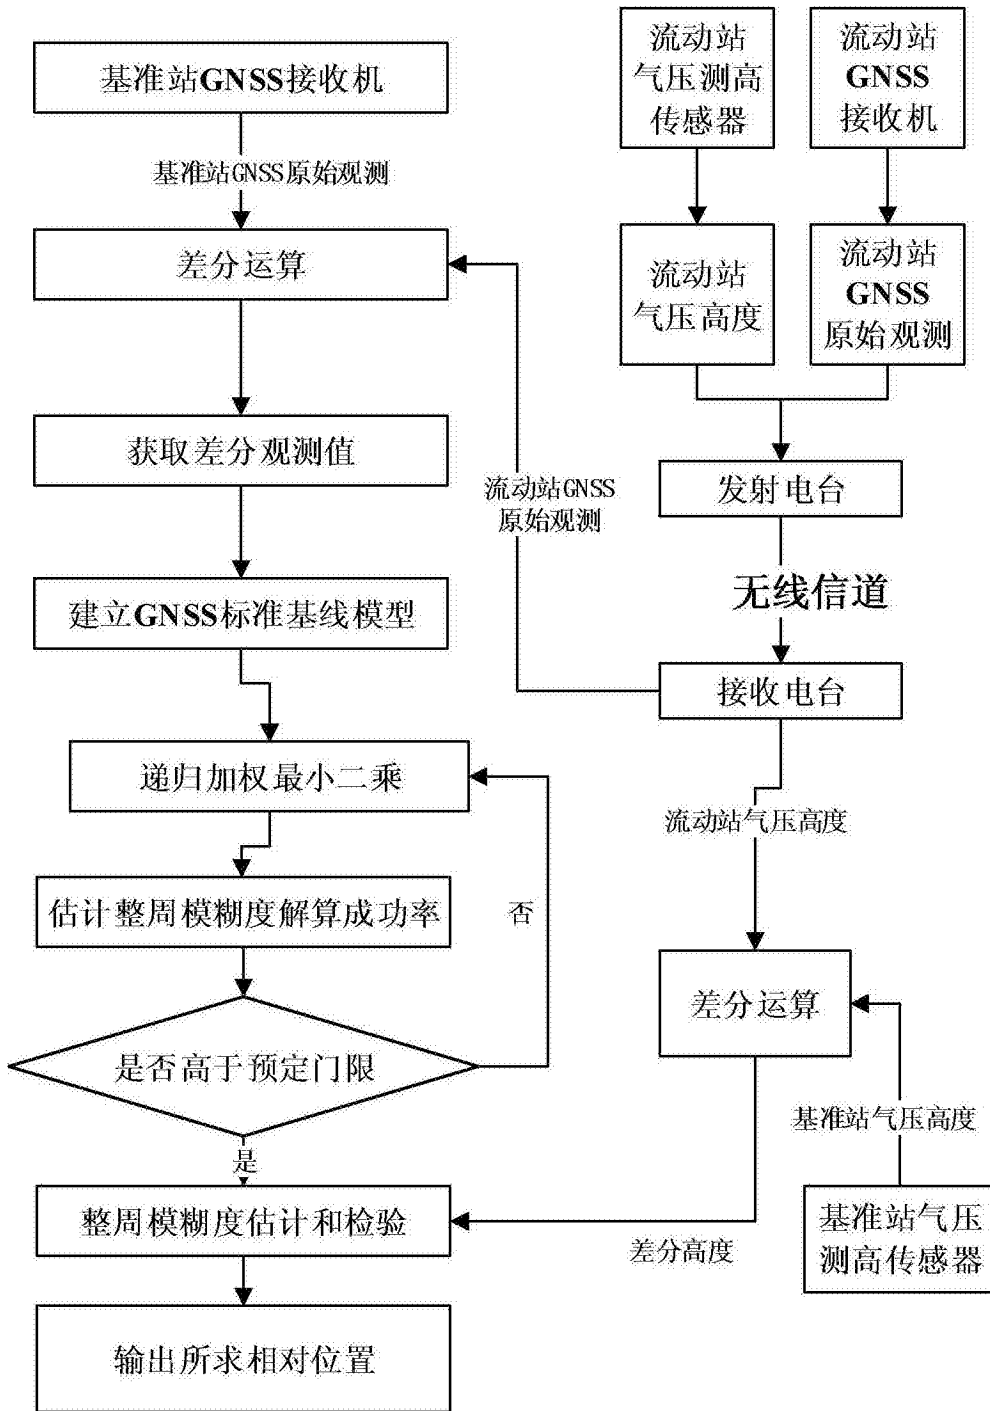 基准站GNSS接收机
基准站GNSS原始观测
差分运算
获取差分观测值
建立GNSS标准基线模型
递归加权最小二乘
估计整周模糊度解算成功率
否
是否高于预定门限
是
整周模糊度估计和检验
输出所求相对位置
流动站
气压测高
传感器
流动站
GNSS
接收机
流动站
气压高度
流动站
GNSS
原始观测
发射电台
无线信道
接收电台
流动站GNSS
原始观测
流动站气压高度
差分运算
基准站气压高度
基准站气压
测高传感器
差分高度